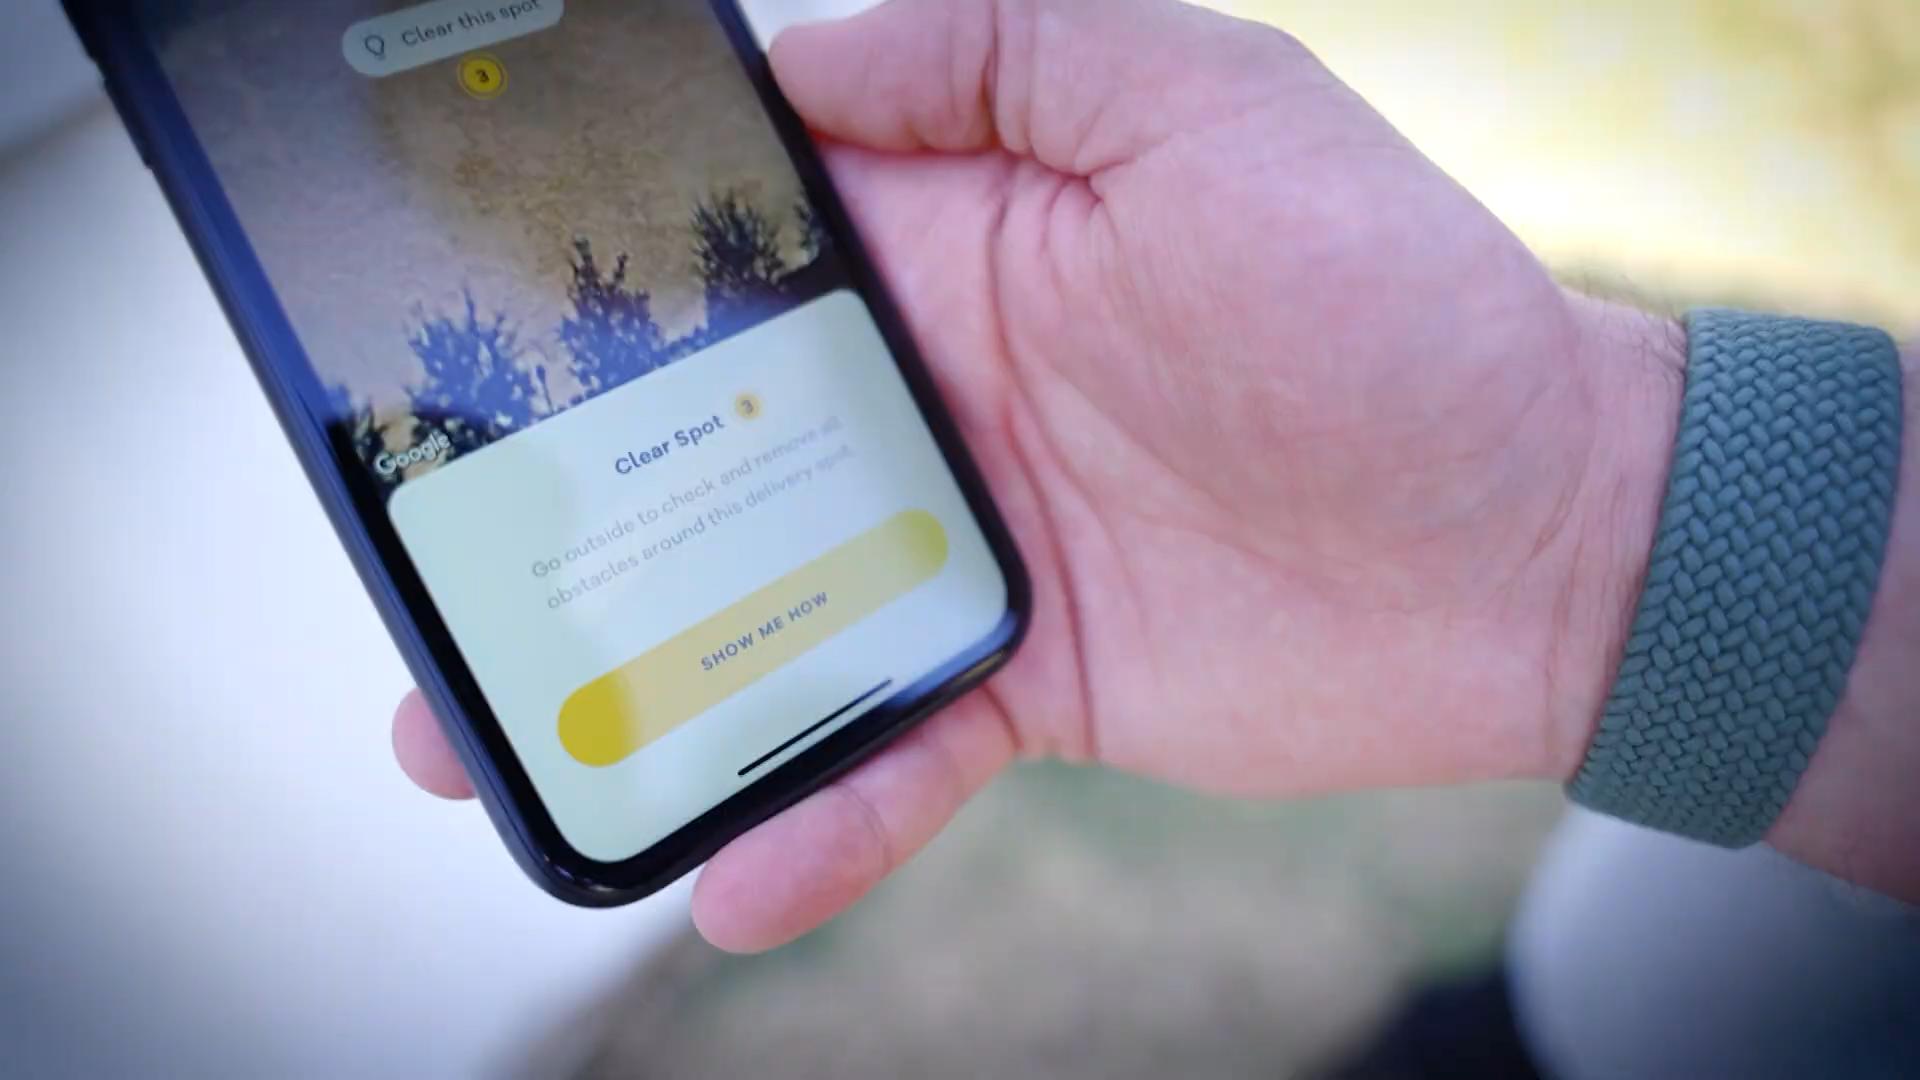 Clear this spot
3
Google
Clear Spot 3
Go outside to check and remove all
obstacles around this delivery spot.
SHOW ME HOW